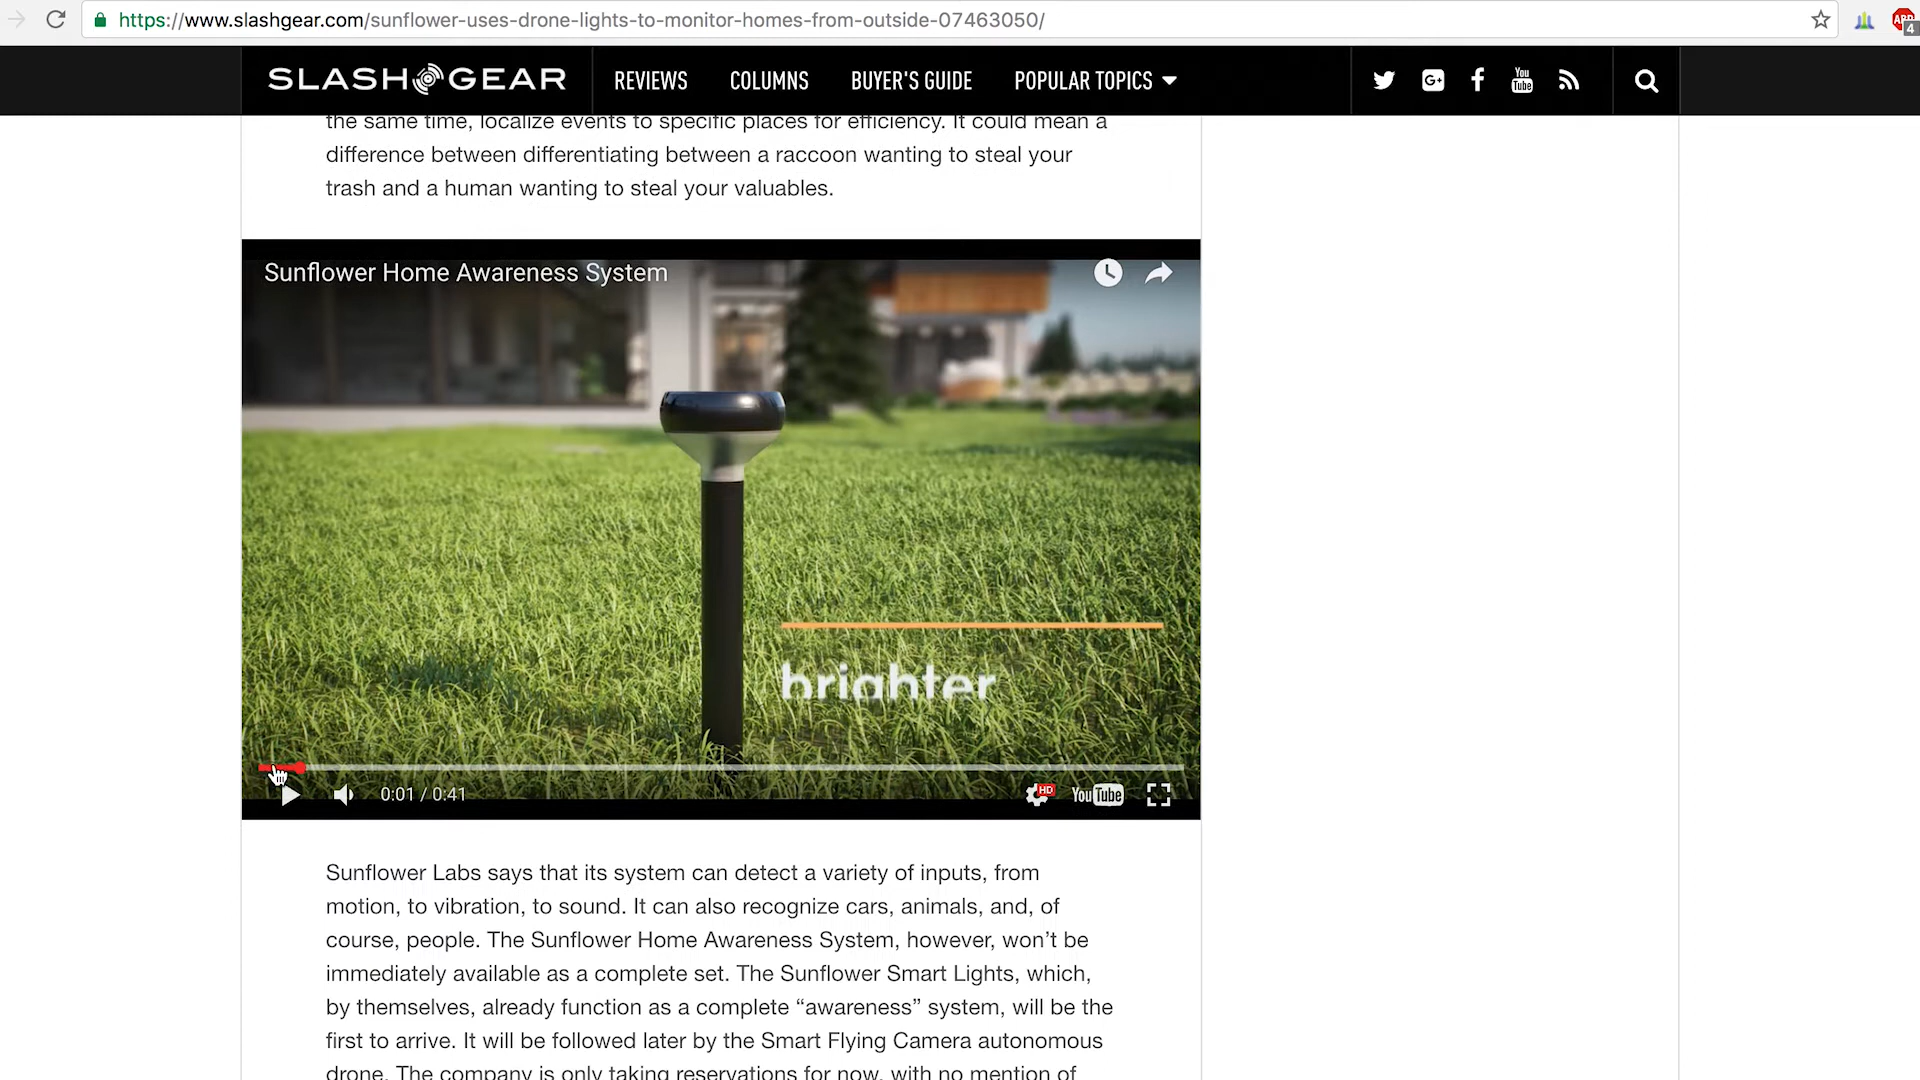 https://www.slashgear.com/sunflower-uses-drone-lights-to-monitor-homes-from-outside-07463050/
ABP
4
SLASH GEAR
REVIEWS
COLUMNS
BUYER'S GUIDE
POPULAR TOPICS
G+
You
Tube
the same time, localize events to specific places for efficiency. It could mean a
difference between differentiating between a raccoon wanting to steal your
trash and a human wanting to steal your valuables.
Sunflower Home Awareness System
brighter
0:01 / 0:41
HD
YouTube
Sunflower Labs says that its system can detect a variety of inputs, from
motion, to vibration, to sound. It can also recognize cars, animals, and, of
course, people. The Sunflower Home Awareness System, however, won’t be
immediately available as a complete set. The Sunflower Smart Lights, which,
by themselves, already function as a complete “awareness” system, will be the
first to arrive. It will be followed later by the Smart Flying Camera autonomous
drone. The company is only taking reservations for now, with no mention of